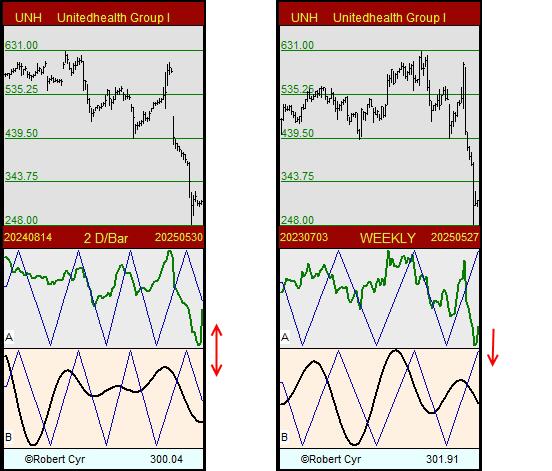 UNH Unitedhealth Group I
631.00
535.25
439.50
343.75
248.00
20240814 2 D/Bar 20250530
A
B
©Robert Cyr 300.04
UNH Unitedhealth Group I
631.00
535.25
439.50
343.75
248.00
20230703 WEEKLY 20250527
A
B
©Robert Cyr 301.91